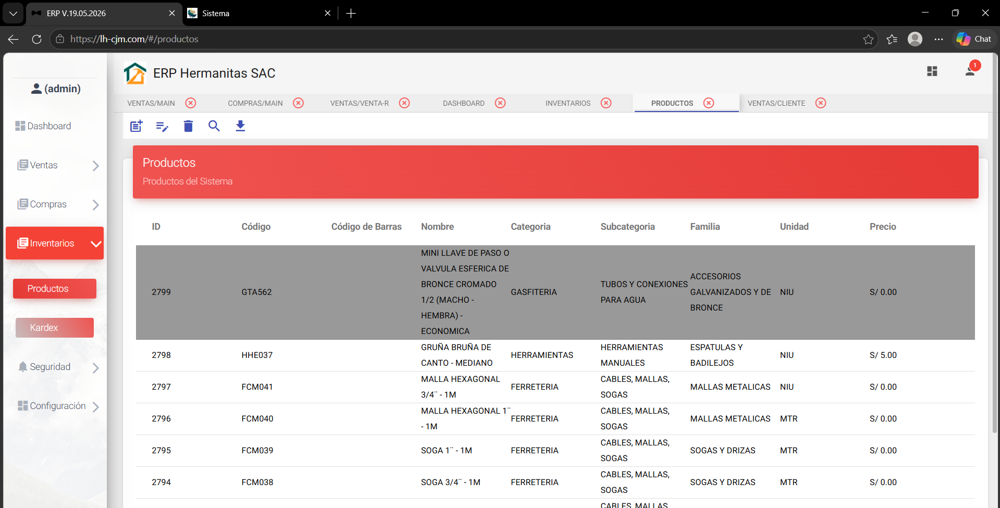 ERP V.19.05.2026
Sistema
https://lh-cjm.com/#/productos
Chat
ERP Hermanitas SAC
1
(admin)
VENTAS/MAIN
COMPRAS/MAIN
VENTAS/VENTA-R
DASHBOARD
INVENTARIOS
PRODUCTOS
VENTAS/CLIENTE
Dashboard
Ventas
Compras
Inventarios
Productos
Kardex
Seguridad
Configuración
Productos
Productos del Sistema
ID Código Código de Barras Nombre Categoria Subcategoria Familia Unidad Precio
2799
GTA562
MINI LLAVE DE PASO O
VALVULA ESFERICA DE
BRONCE CROMADO
1/2 (MACHO -
HEMBRA) -
ECONOMICA
GASFITERIA
TUBOS Y CONEXIONES
PARA AGUA
ACCESORIOS
GALVANIZADOS Y DE
BRONCE
NIU
S/ 0.00
2798
HHE037
GRUÑA BRUÑA DE
CANTO - MEDIANO
HERRAMIENTAS
HERRAMIENTAS
MANUALES
ESPATULAS Y
BADILEJOS
NIU
S/ 5.00
2797
FCM041
MALLA HEXAGONAL
3/4¨ - 1M
FERRETERIA
CABLES, MALLAS,
SOGAS
MALLAS METALICAS
NIU
S/ 0.00
2796
FCM040
MALLA HEXAGONAL 1¨
- 1M
FERRETERIA
CABLES, MALLAS,
SOGAS
MALLAS METALICAS
MTR
S/ 0.00
2795
FCM039
SOGA 1¨ - 1M
FERRETERIA
CABLES, MALLAS,
SOGAS
SOGAS Y DRIZAS
MTR
S/ 0.00
2794
FCM038
SOGA 3/4¨ - 1M
FERRETERIA
CABLES, MALLAS,
SOGAS
SOGAS Y DRIZAS
MTR
S/ 0.00
CABLES, MALLAS,